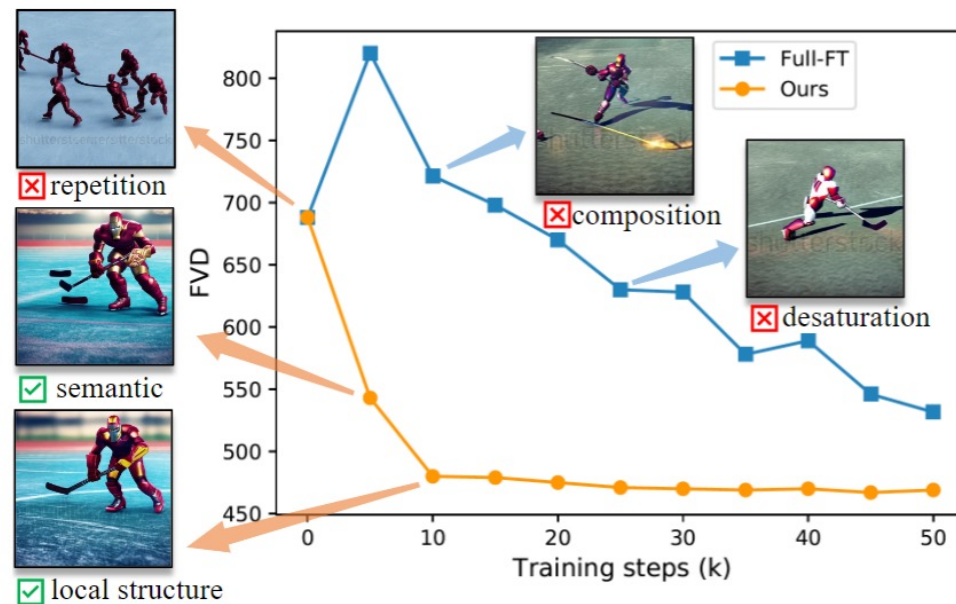 repetition
semantic
local structure
composition
desaturation
Full-FT
Ours
FVD
800
750
700
650
600
550
500
450
0
10
20
30
40
50
Training steps (k)
shutterstock